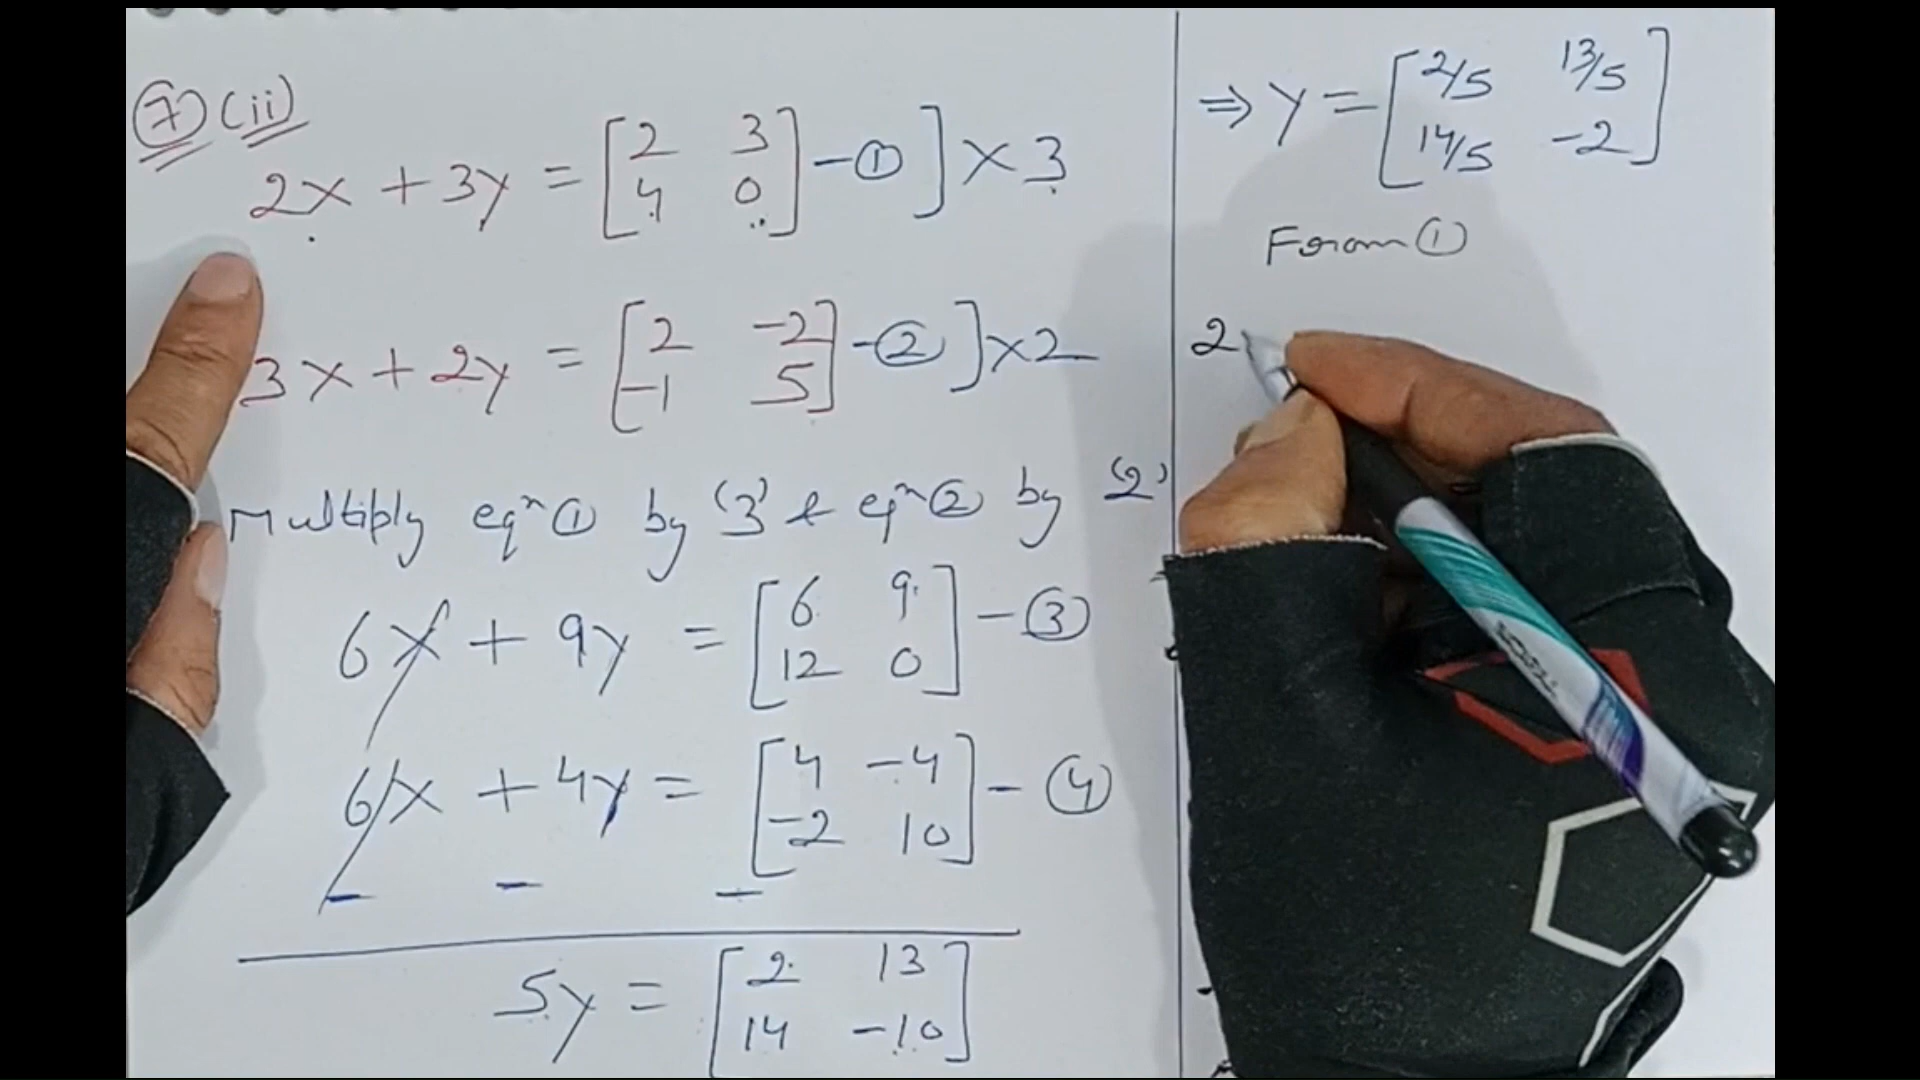 7 (ii)
2x + 3y = [2 3
4 0] - ① ] × 3
3x + 2y = [2 -2
-1 5] - ② ] × 2
Multiply eqⁿ ① by '3' & eqⁿ ② by '2'
6x + 9y = [6 9
12 0] - ③
6x + 4y = [4 -4
-2 10] - ④
- - -
5y = [2 13
14 -10]
⇒ y = [2/5 13/5
14/5 -2]
From ①
2